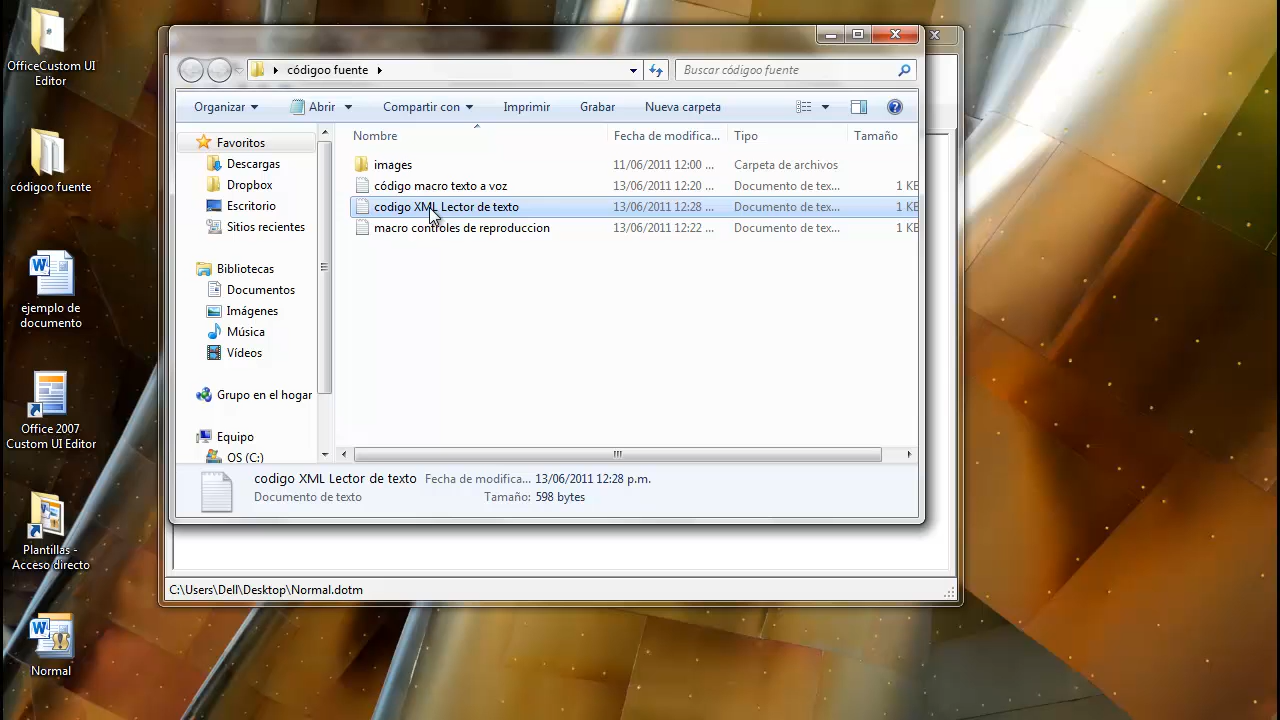 OfficeCustom UI
Editor
códigoo fuente
ejemplo de
documento
Office 2007
Custom UI Editor
Plantillas -
Acceso directo
Normal
códigoo fuente
Buscar códigoo fuente
Organizar Abrir Compartir con Imprimir Grabar Nueva carpeta
Favoritos
Descargas
Dropbox
Escritorio
Sitios recientes
Bibliotecas
Documentos
Imágenes
Música
Vídeos
Grupo en el hogar
Equipo
OS (C:)
Nombre Fecha de modifica... Tipo Tamaño
images 11/06/2011 12:00 ... Carpeta de archivos
código macro texto a voz 13/06/2011 12:20 ... Documento de tex... 1 KB
codigo XML Lector de texto 13/06/2011 12:28 ... Documento de tex... 1 KB
macro controles de reproduccion 13/06/2011 12:22 ... Documento de tex... 1 KB
codigo XML Lector de texto Fecha de modifica... 13/06/2011 12:28 p.m.
Documento de texto Tamaño: 598 bytes
C:\Users\Dell\Desktop\Normal.dotm